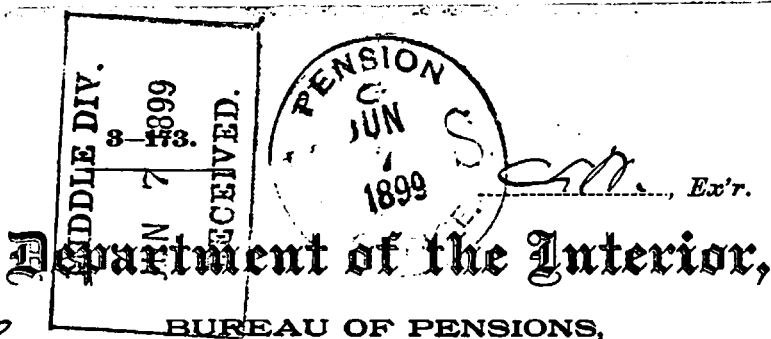 MIDDLE DIV.
JUN 7 1899
RECEIVED.
3-173.
PENSION
JUN
7
1899
, Ex'r.
Department of the Interior,
BUREAU OF PENSIONS,